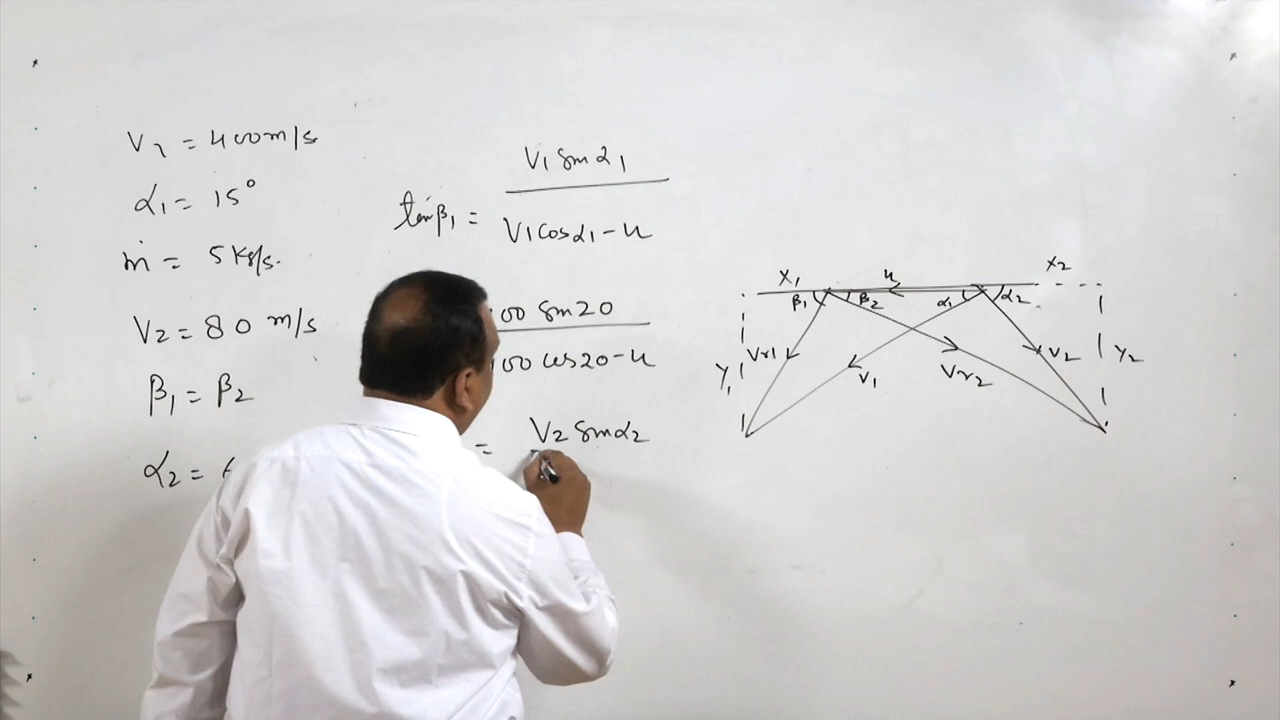 V₁ = 400 m/s
α₁ = 15°
ṁ = 5 Kg/s.
V₂ = 80 m/s
β₁ = β₂
α₂ =
V₁ Sin α₁
tan β₁ =
V₁ cos α₁ - u
00 Sin 20
00 cos 20 - u
= V₂ Sin α₂
X₁ u X₂
β₁ β₂ α₁ α₂
Y₁ Vr1 V₁ Vr₂ V₂ Y₂